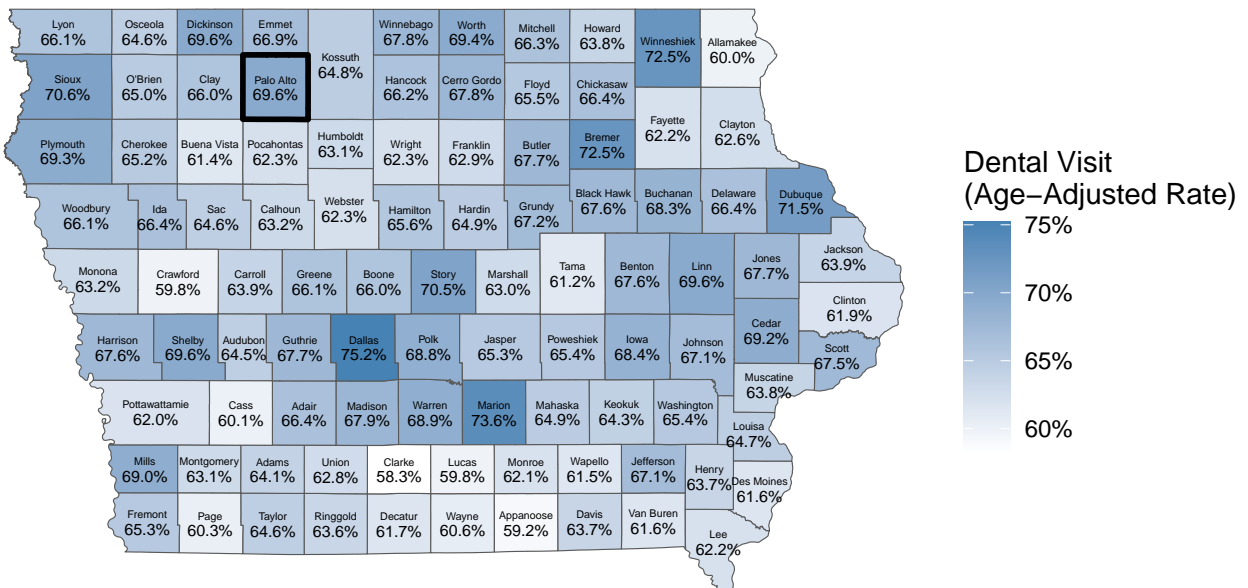 Lyon
66.1%
Osceola
64.6%
Dickinson
69.6%
Emmet
66.9%
Kossuth
64.8%
Winnebago
67.8%
Worth
69.4%
Mitchell
66.3%
Howard
63.8%
Winneshiek
72.5%
Allamakee
60.0%
Sioux
70.6%
O'Brien
65.0%
Clay
66.0%
Palo Alto
69.6%
Hancock
66.2%
Cerro Gordo
67.8%
Floyd
65.5%
Chickasaw
66.4%
Fayette
62.2%
Clayton
62.6%
Plymouth
69.3%
Cherokee
65.2%
Buena Vista
61.4%
Pocahontas
62.3%
Humboldt
63.1%
Wright
62.3%
Franklin
62.9%
Butler
67.7%
Bremer
72.5%
Woodbury
66.1%
Ida
66.4%
Sac
64.6%
Calhoun
63.2%
Webster
62.3%
Hamilton
65.6%
Hardin
64.9%
Grundy
67.2%
Black Hawk
67.6%
Buchanan
68.3%
Delaware
66.4%
Dubuque
71.5%
Monona
63.2%
Crawford
59.8%
Carroll
63.9%
Greene
66.1%
Boone
66.0%
Story
70.5%
Marshall
63.0%
Tama
61.2%
Benton
67.6%
Linn
69.6%
Jones
67.7%
Jackson
63.9%
Clinton
61.9%
Harrison
67.6%
Shelby
69.6%
Audubon
64.5%
Guthrie
67.7%
Dallas
75.2%
Polk
68.8%
Jasper
65.3%
Poweshiek
65.4%
Iowa
68.4%
Johnson
67.1%
Cedar
69.2%
Scott
67.5%
Muscatine
63.8%
Pottawattamie
62.0%
Cass
60.1%
Adair
66.4%
Madison
67.9%
Warren
68.9%
Marion
73.6%
Mahaska
64.9%
Keokuk
64.3%
Washington
65.4%
Louisa
64.7%
Mills
69.0%
Montgomery
63.1%
Adams
64.1%
Union
62.8%
Clarke
58.3%
Lucas
59.8%
Monroe
62.1%
Wapello
61.5%
Jefferson
67.1%
Henry
63.7%
Des Moines
61.6%
Fremont
65.3%
Page
60.3%
Taylor
64.6%
Ringgold
63.6%
Decatur
61.7%
Wayne
60.6%
Appanoose
59.2%
Davis
63.7%
Van Buren
61.6%
Lee
62.2%
Dental Visit
(Age−Adjusted Rate)
75%
70%
65%
60%